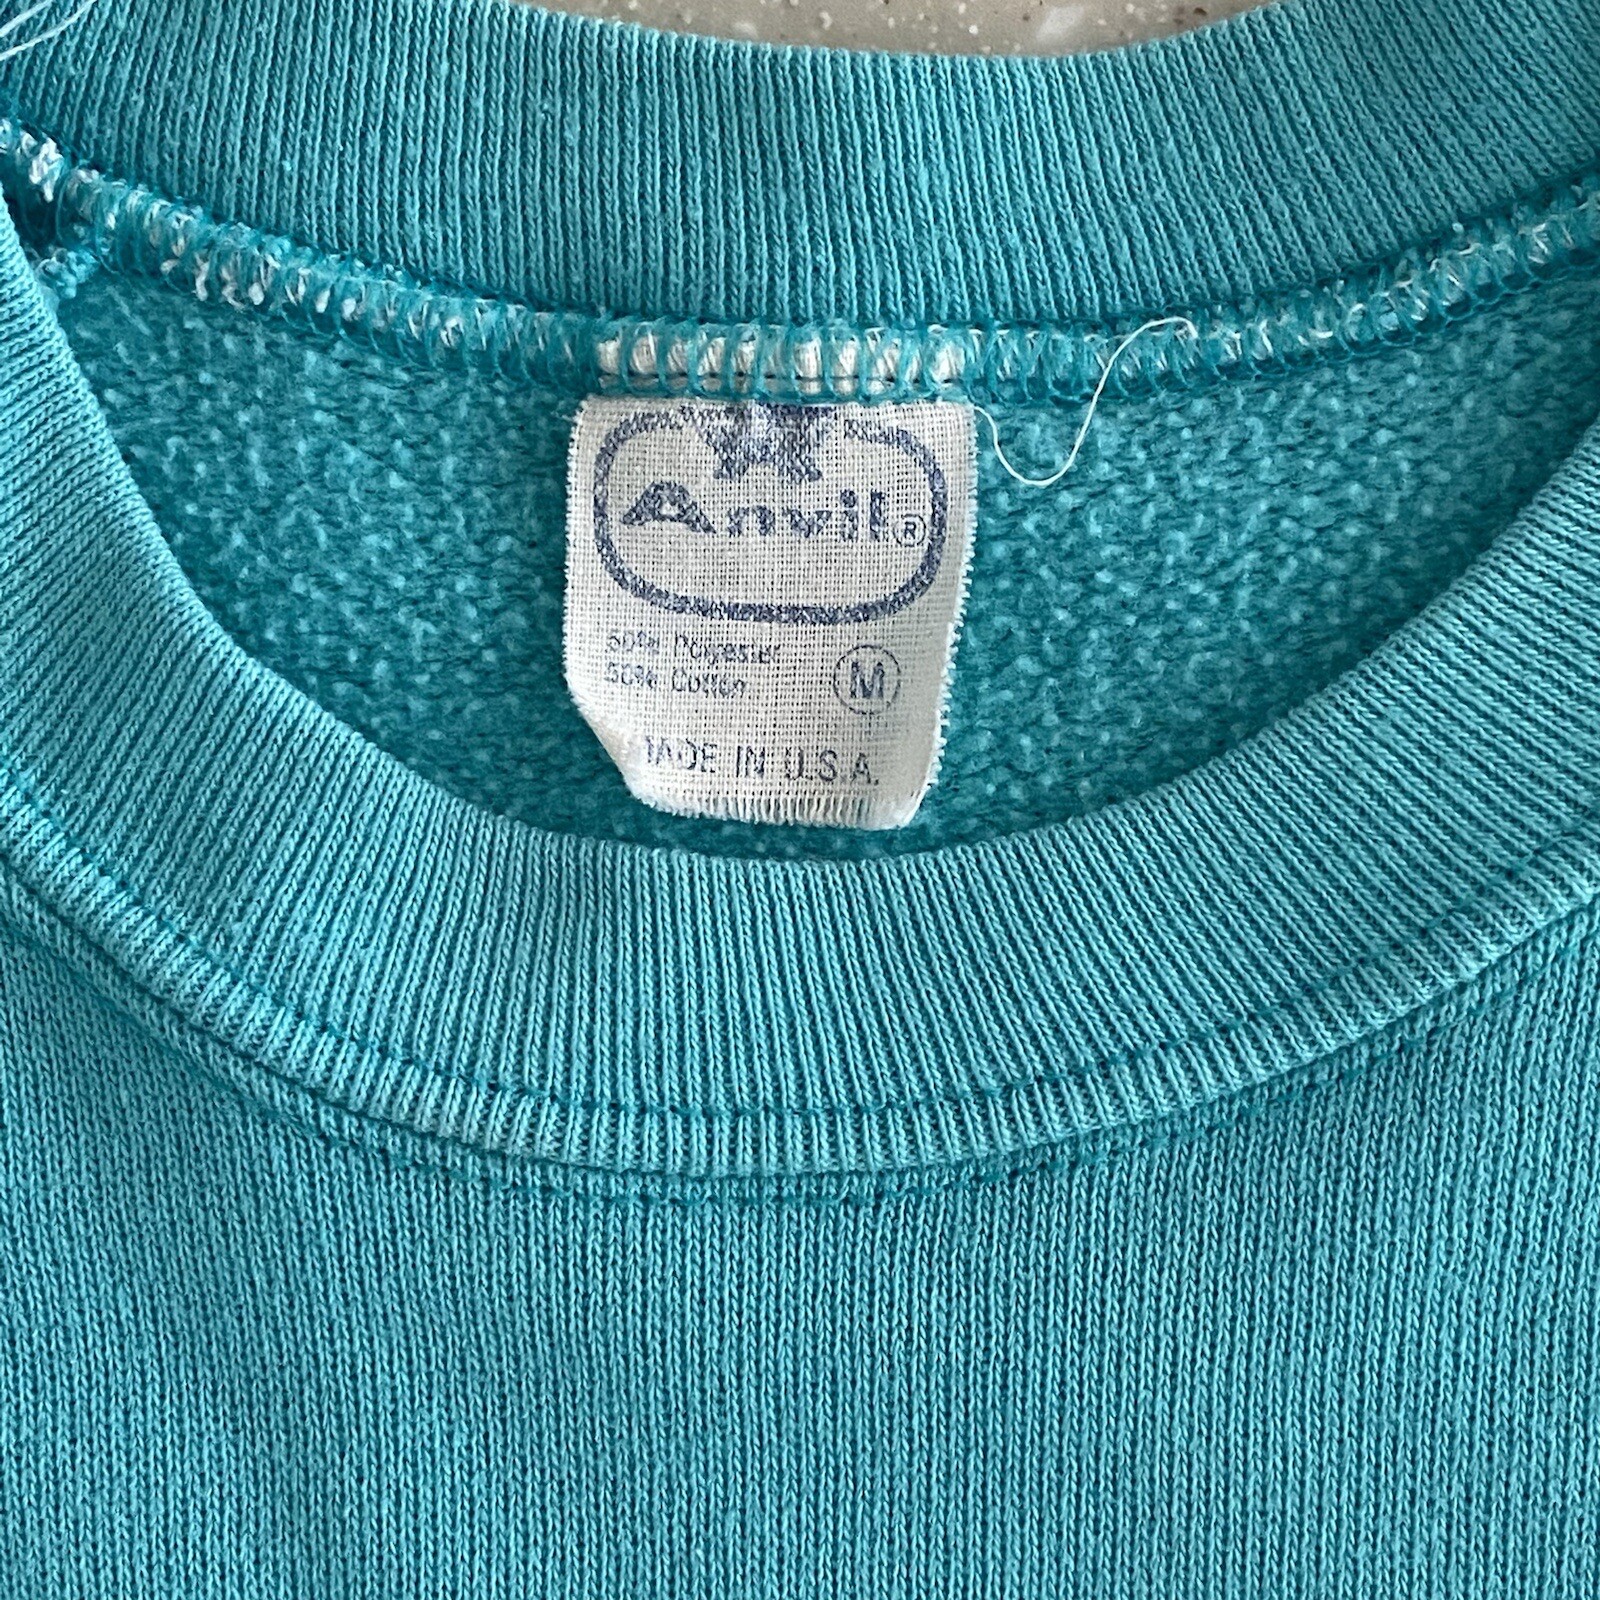 Anvil®
50% Polyester
50% Cotton
M
MADE IN U.S.A.